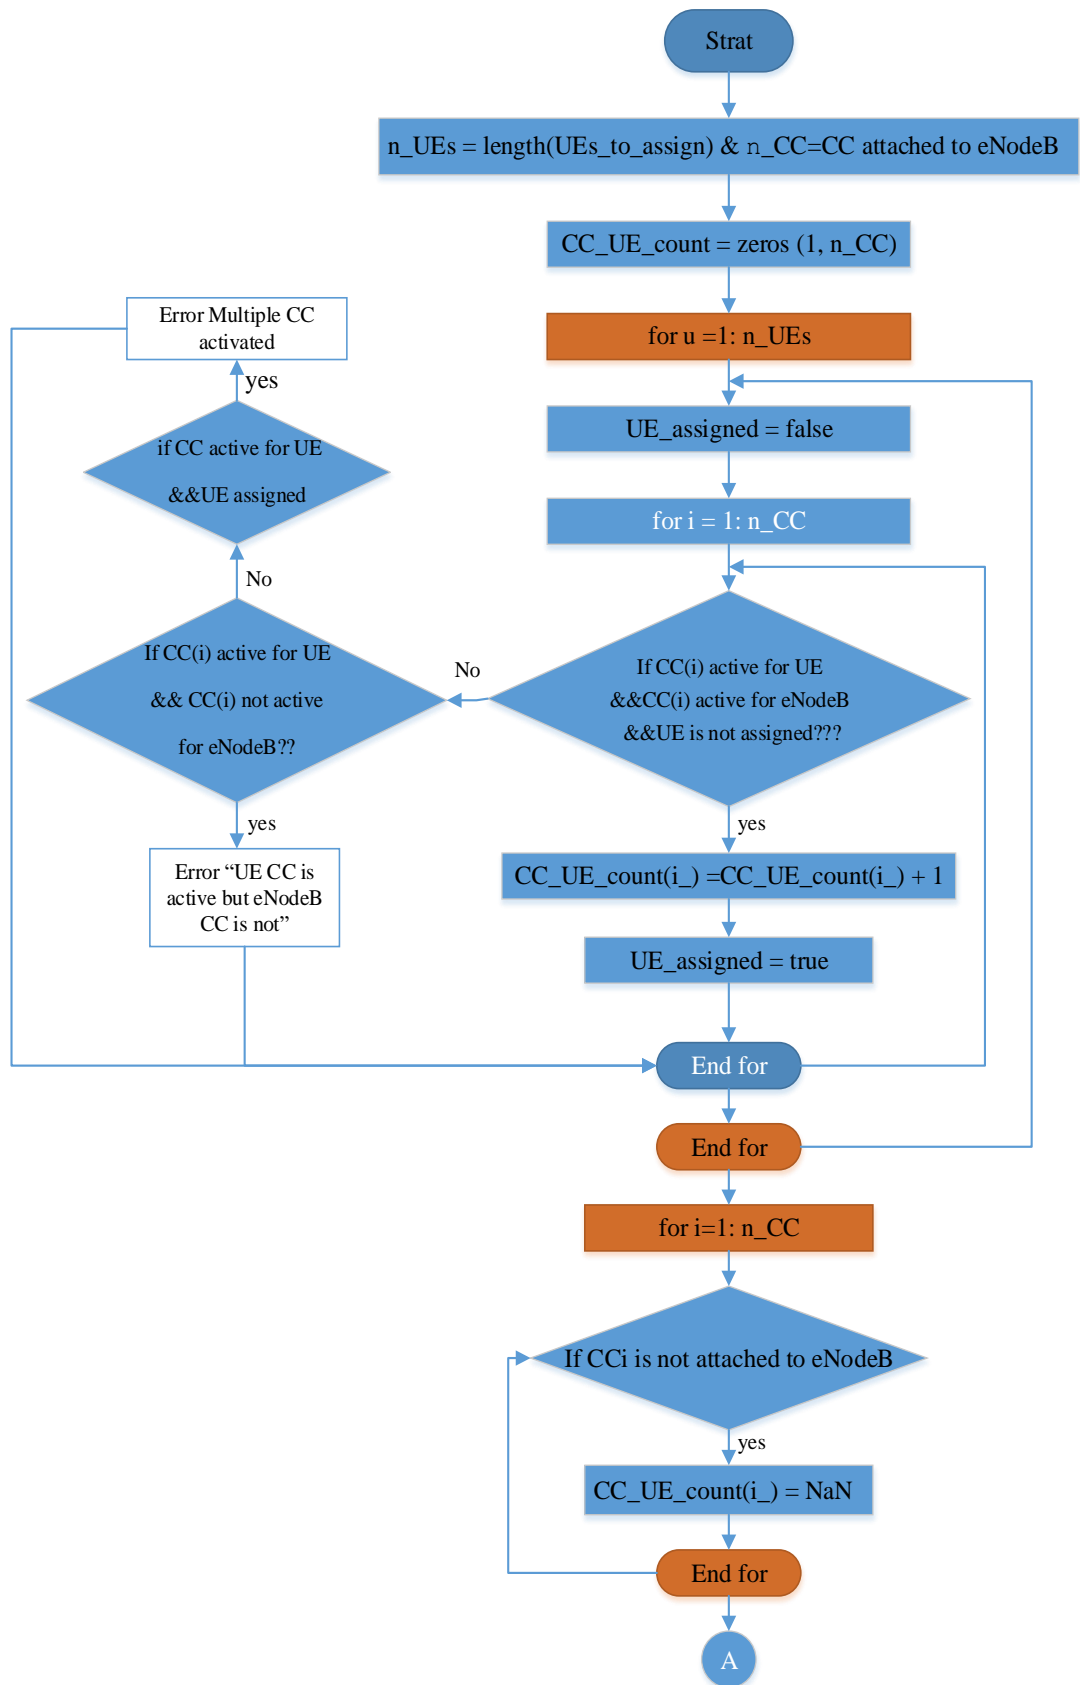 Strat
n_UEs = length(UEs_to_assign) & n_CC=CC attached to eNodeB
CC_UE_count = zeros (1, n_CC)
for u =1: n_UEs
UE_assigned = false
for i = 1: n_CC
If CC(i) active for UE
&&CC(i) active for eNodeB
&&UE is not assigned???
No
If CC(i) active for UE
&& CC(i) not active
for eNodeB??
No
if CC active for UE
&&UE assigned
yes
Error Multiple CC
activated
yes
Error “UE CC is
active but eNodeB
CC is not”
yes
CC_UE_count(i_) =CC_UE_count(i_) + 1
UE_assigned = true
End for
End for
for i=1: n_CC
If CCi is not attached to eNodeB
yes
CC_UE_count(i_) = NaN
End for
A